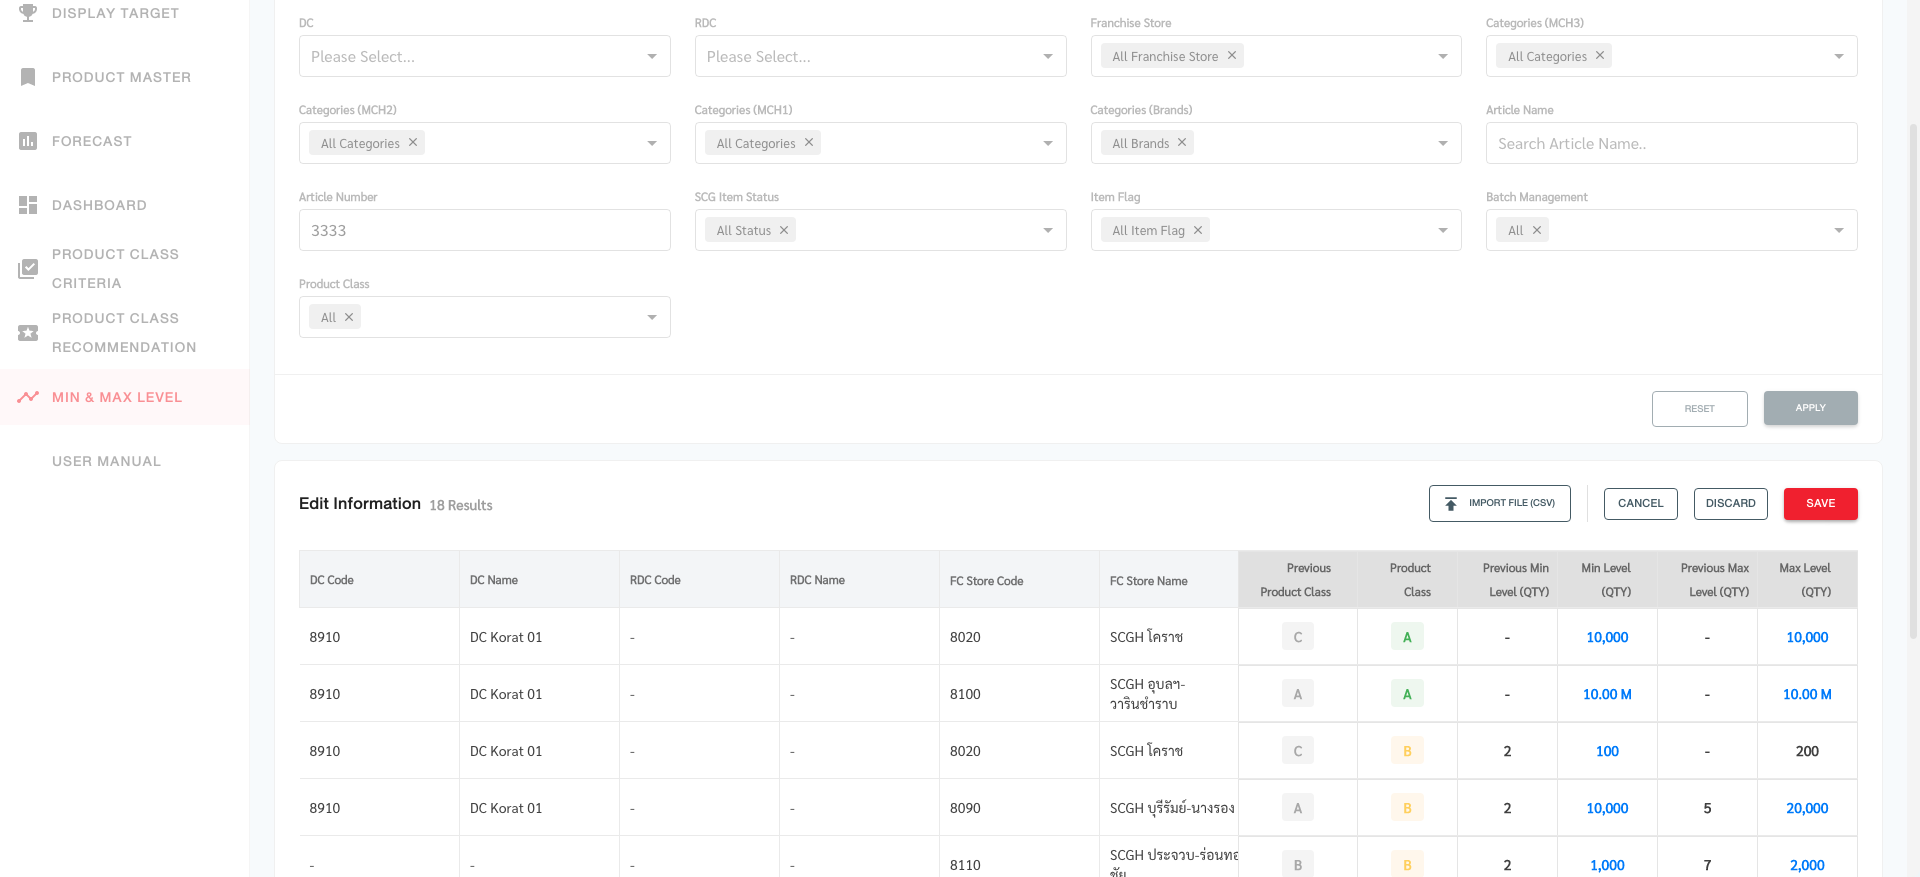 DISPLAY TARGET
PRODUCT MASTER
FORECAST
DASHBOARD
PRODUCT CLASS
CRITERIA
PRODUCT CLASS
RECOMMENDATION
MIN & MAX LEVEL
USER MANUAL
DC RDC Franchise Store Categories (MCH3)
Please Select... Please Select... All Franchise Store ✕ All Categories ✕
Categories (MCH2) Categories (MCH1) Categories (Brands) Article Name
All Categories ✕ All Categories ✕ All Brands ✕ Search Article Name..
Article Number SCG Item Status Item Flag Batch Management
3333 All Status ✕ All Item Flag ✕ All ✕
Product Class
All ✕
RESET APPLY
Edit Information 18 Results IMPORT FILE (CSV) CANCEL DISCARD SAVE
DC Code DC Name RDC Code RDC Name FC Store Code FC Store Name Previous Product Class Product Class Previous Min Level (QTY) Min Level (QTY) Previous Max Level (QTY) Max Level (QTY)
8910 DC Korat 01 - - 8020 SCGH โคราช C A - 10,000 - 10,000
8910 DC Korat 01 - - 8100 SCGH อุบลฯ-วารินชำราบ A A - 10.00 M - 10.00 M
8910 DC Korat 01 - - 8020 SCGH โคราช C B 2 100 - 200
8910 DC Korat 01 - - 8090 SCGH บุรีรัมย์-นางรอง A B 2 10,000 5 20,000
- - - - 8110 SCGH ประจวบ-ร่อนทอ B B 2 1,000 7 2,000